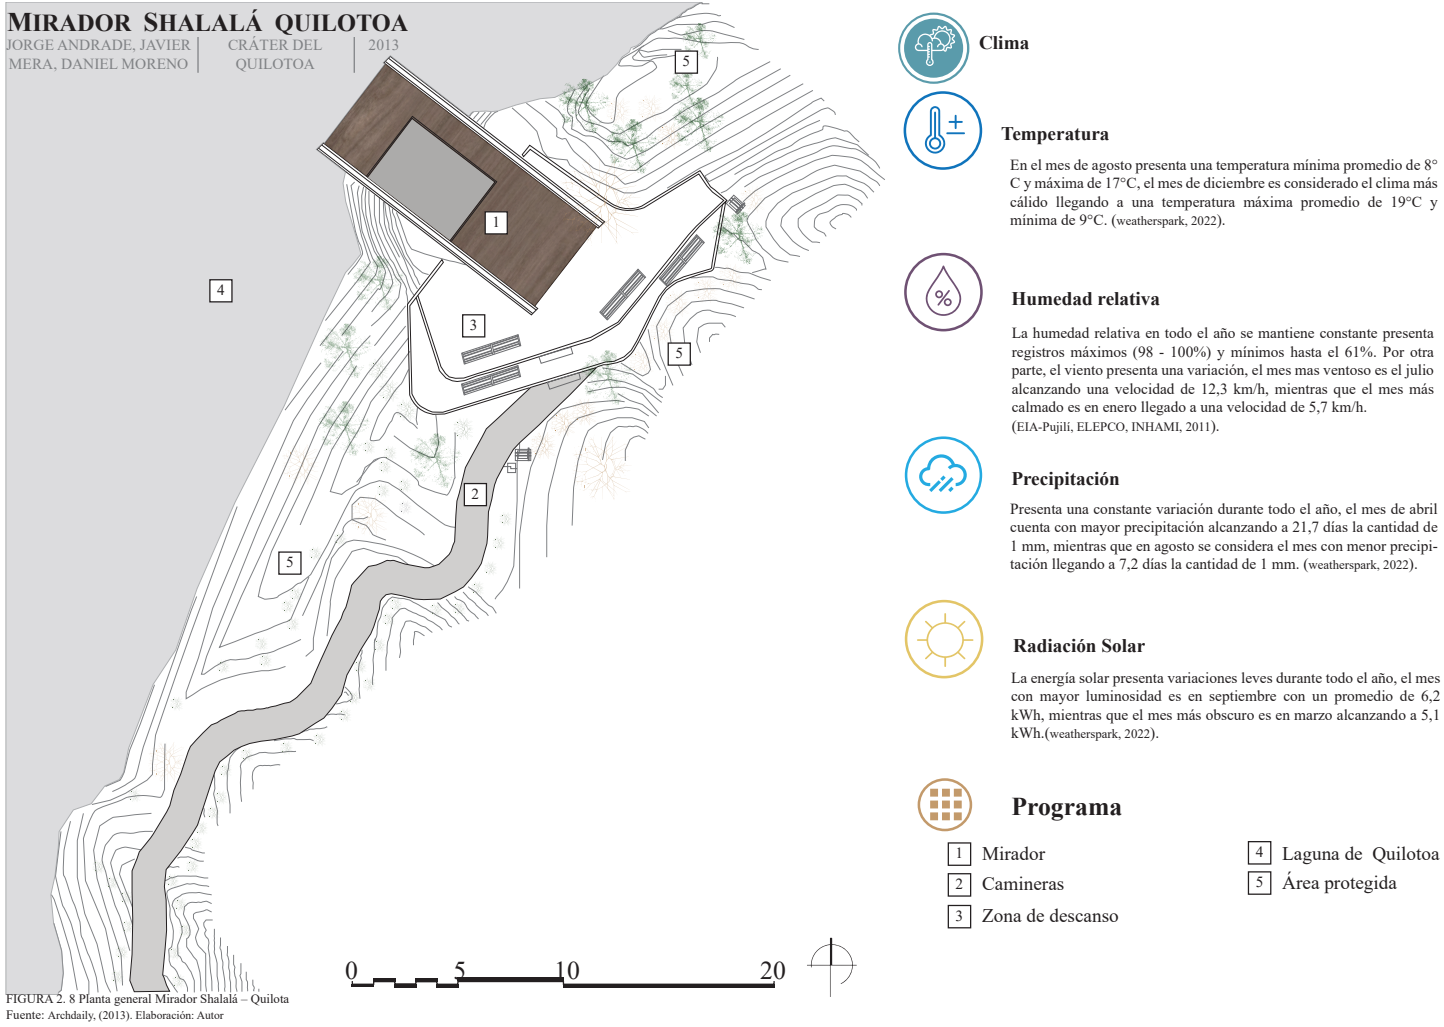 MIRADOR SHALALÁ QUILOTOA
JORGE ANDRADE, JAVIER
MERA, DANIEL MORENO
CRÁTER DEL
QUILOTOA
2013
5
1
4
3
5
2
5
0 5 10 20
FIGURA 2. 8 Planta general Mirador Shalalá – Quilota
Fuente: Archdaily, (2013). Elaboración: Autor
Clima
Temperatura
En el mes de agosto presenta una temperatura mínima promedio de 8°
C y máxima de 17°C, el mes de diciembre es considerado el clima más
cálido llegando a una temperatura máxima promedio de 19°C y
mínima de 9°C. (weatherspark, 2022).
%
Humedad relativa
La humedad relativa en todo el año se mantiene constante presenta
registros máximos (98 - 100%) y mínimos hasta el 61%. Por otra
parte, el viento presenta una variación, el mes mas ventoso es el julio
alcanzando una velocidad de 12,3 km/h, mientras que el mes más
calmado es en enero llegado a una velocidad de 5,7 km/h.
(EIA-Pujilí, ELEPCO, INHAMI, 2011).
Precipitación
Presenta una constante variación durante todo el año, el mes de abril
cuenta con mayor precipitación alcanzando a 21,7 días la cantidad de
1 mm, mientras que en agosto se considera el mes con menor precipi-
tación llegando a 7,2 días la cantidad de 1 mm. (weatherspark, 2022).
Radiación Solar
La energía solar presenta variaciones leves durante todo el año, el mes
con mayor luminosidad es en septiembre con un promedio de 6,2
kWh, mientras que el mes más obscuro es en marzo alcanzando a 5,1
kWh.(weatherspark, 2022).
Programa
1 Mirador
2 Camineras
3 Zona de descanso
4 Laguna de Quilotoa
5 Área protegida